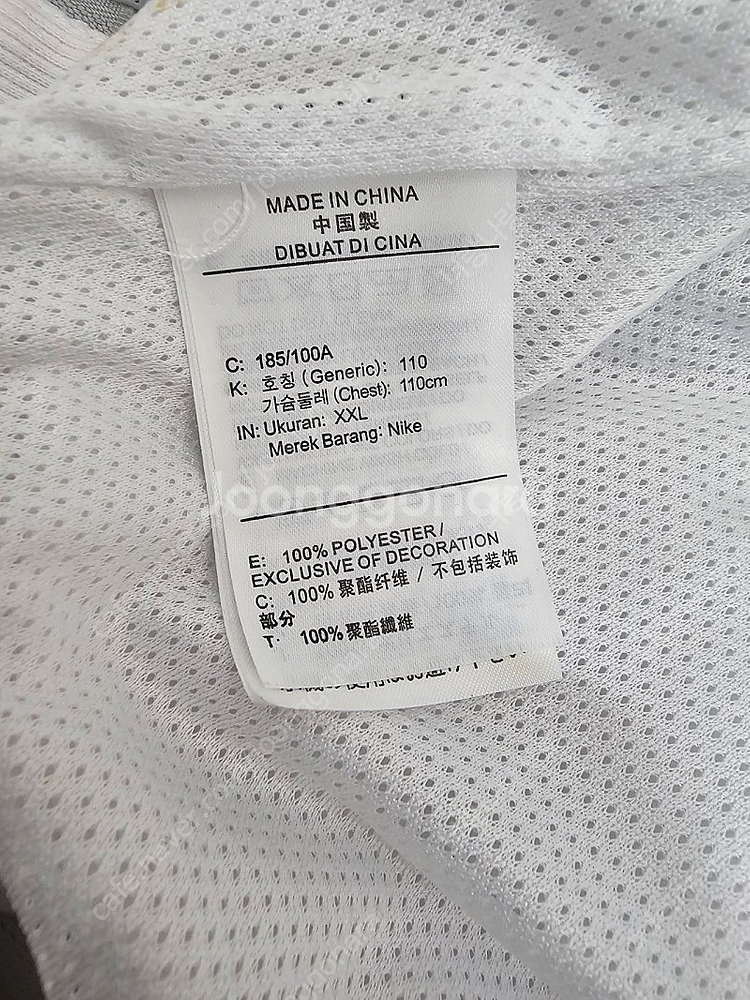 MADE IN CHINA
中国製
DIBUAT DI CINA
C: 185/100A
K: 호칭 (Generic): 110
가슴둘레 (Chest): 110cm
IN: Ukuran: XXL
Merek Barang: Nike
joonggonara
E: 100% POLYESTER /
EXCLUSIVE OF DECORATION
C: 100% 聚酯纤维 / 不包括装饰
部分
T: 100% 聚酯纖維